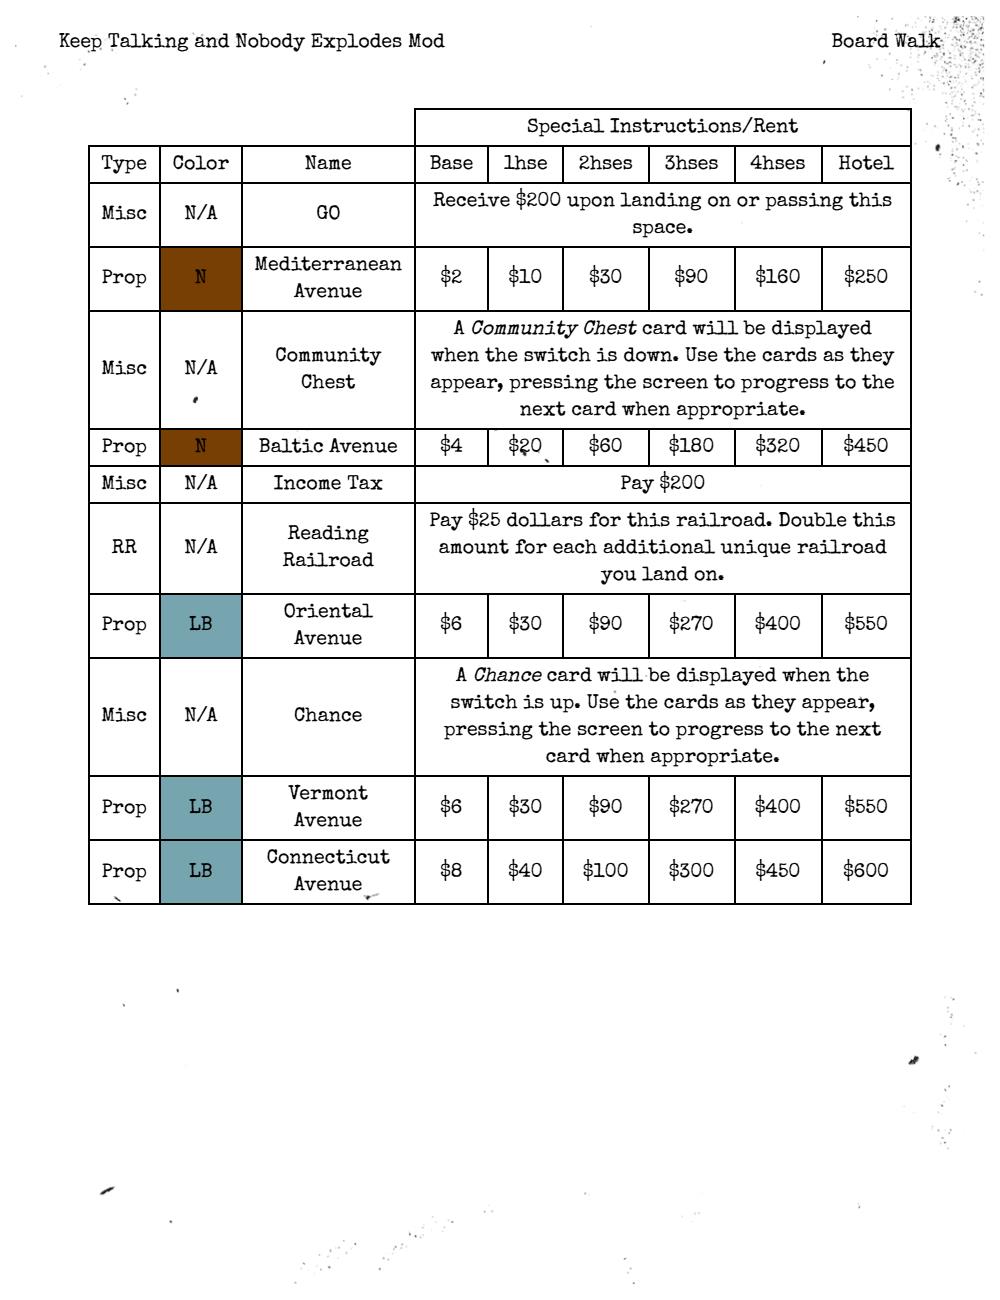 Keep Talking and Nobody Explodes Mod
Board Walk
Special Instructions/Rent
Type Color Name Base 1hse 2hses 3hses 4hses Hotel
Misc N/A GO Receive $200 upon landing on or passing this
space.
Prop N Mediterranean
Avenue $2 $10 $30 $90 $160 $250
Misc N/A Community
Chest A Community Chest card will be displayed
when the switch is down. Use the cards as they
appear, pressing the screen to progress to the
next card when appropriate.
Prop N Baltic Avenue $4 $20 $60 $180 $320 $450
Misc N/A Income Tax Pay $200
RR N/A Reading
Railroad Pay $25 dollars for this railroad. Double this
amount for each additional unique railroad
you land on.
Prop LB Oriental
Avenue $6 $30 $90 $270 $400 $550
Misc N/A Chance A Chance card will be displayed when the
switch is up. Use the cards as they appear,
pressing the screen to progress to the next
card when appropriate.
Prop LB Vermont
Avenue $6 $30 $90 $270 $400 $550
Prop LB Connecticut
Avenue $8 $40 $100 $300 $450 $600